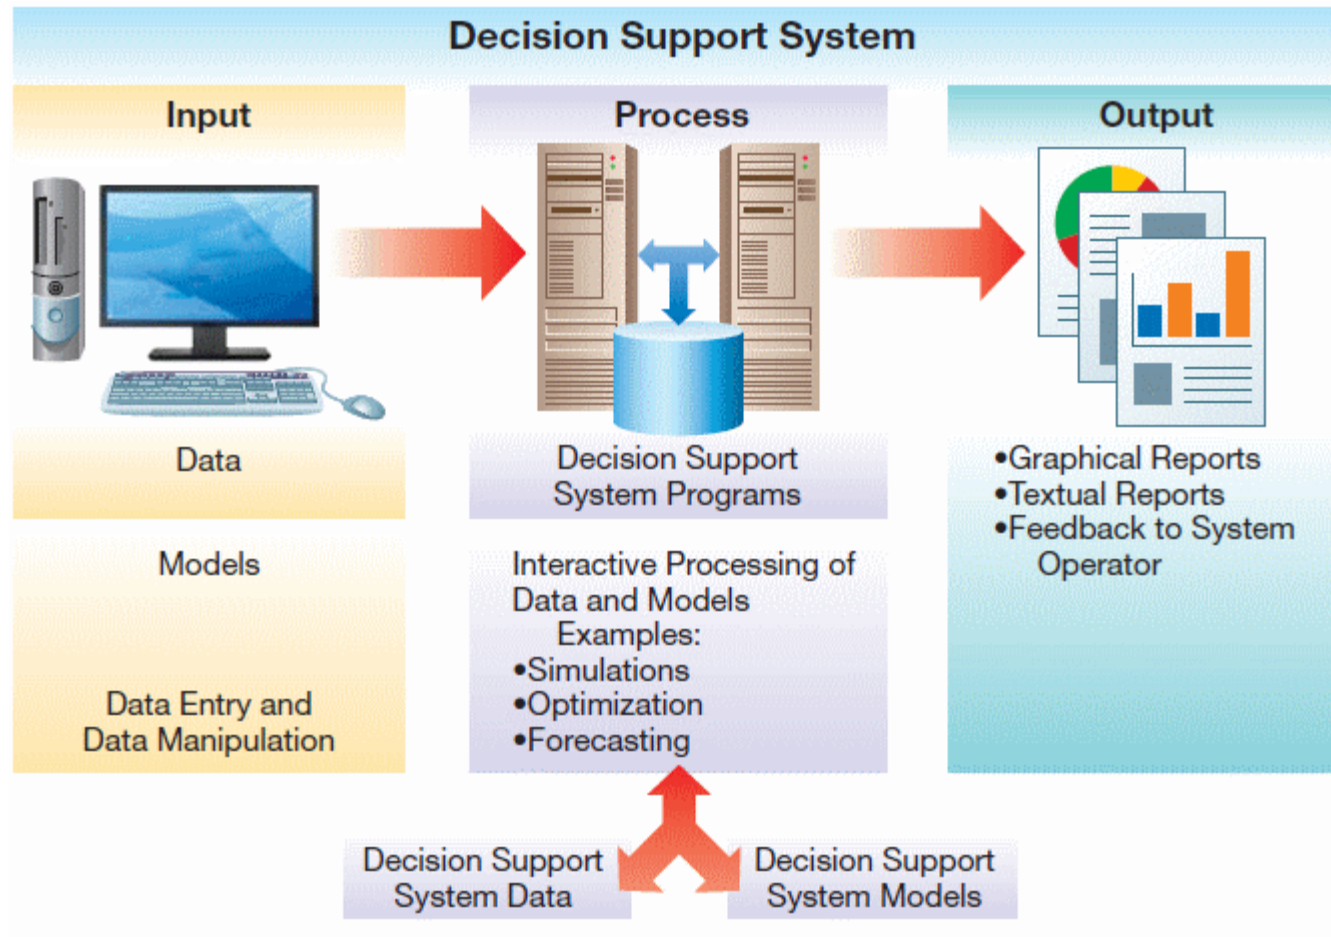 Decision Support System
Input
Process
Output
Data
Models
Data Entry and
Data Manipulation
Decision Support
System Programs
Interactive Processing of
Data and Models
Examples:
•Simulations
•Optimization
•Forecasting
•Graphical Reports
•Textual Reports
•Feedback to System
Operator
Decision Support
System Data
Decision Support
System Models